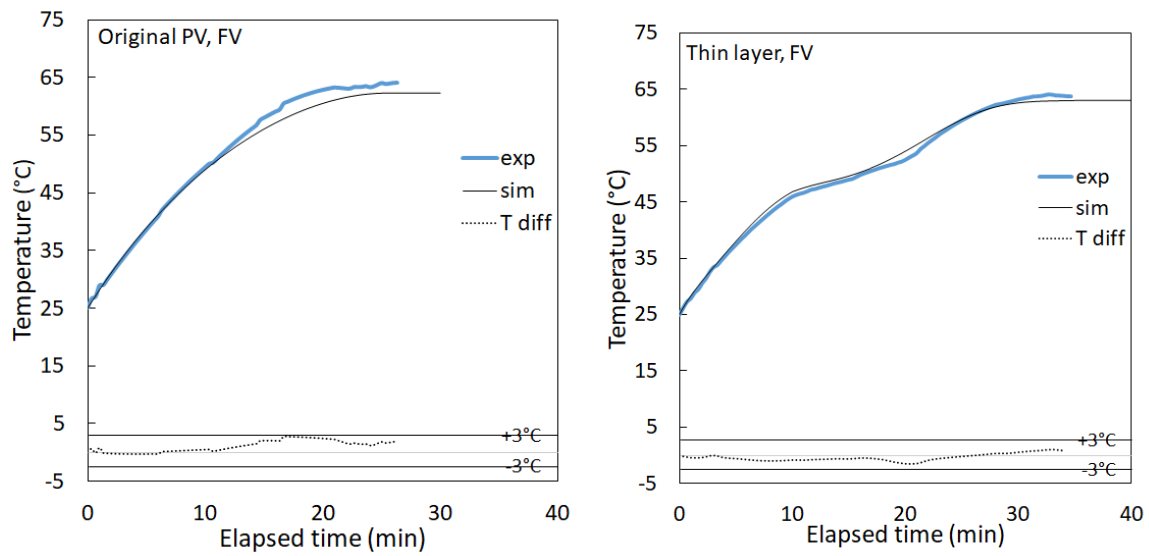 75
65
55
45
35
25
15
5
-5
Temperature (°C)
Original PV, FV
exp
sim
T diff
+3°C
-3°C
0
10
20
30
40
Elapsed time (min)
75
65
55
45
35
25
15
5
-5
Temperature (°C)
Thin layer, FV
exp
sim
T diff
+3°C
-3°C
0
10
20
30
40
Elapsed time (min)